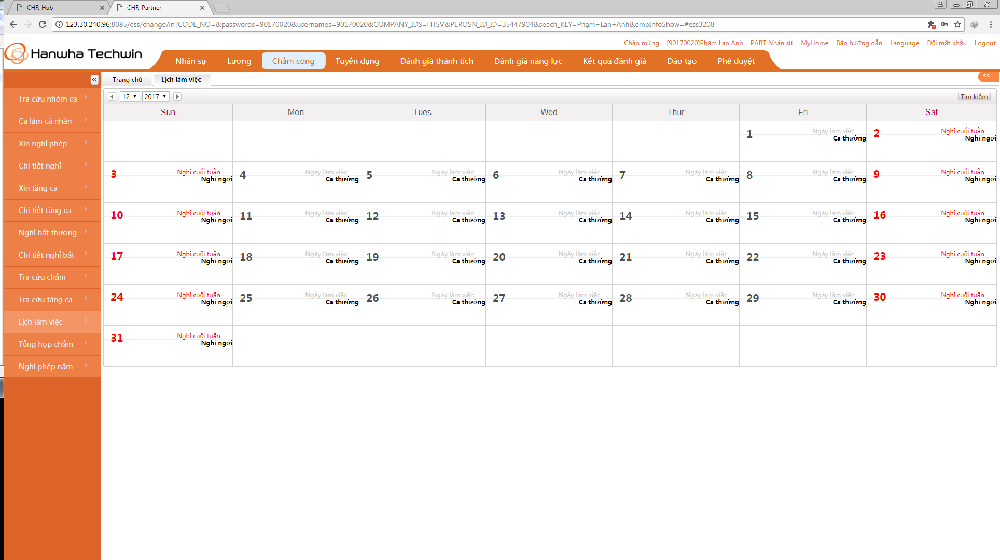 CHR-Hub
CHR-Partner
123.30.240.96:8085/ess/change/in?CODE_NO=&passwords=90170020&usernames=90170020&COMPANY_IDS=HTSV&PEROSN_ID_ID=35447904&seach_KEY=Phạm+Lan+Anh&empInfoShow=#ess3208
Chào mừng [90170020]Phạm Lan Anh PART Nhân sự MyHome Bản hướng dẫn Language Đổi mật khẩu Logout
Hanwha Techwin
Nhân sự Lương Chấm công Tuyển dụng Đánh giá thành tích Đánh giá năng lực Kết quả đánh giá Đào tạo Phê duyệt
Trang chủ Lịch làm việc <<
Tra cứu nhóm ca
Ca làm cá nhân
Xin nghỉ phép
Chi tiết nghỉ
Xin tăng ca
Chi tiết tăng ca
Nghỉ bất thường
Chi tiết nghỉ bất
Tra cứu chấm
Tra cứu tăng ca
Lịch làm việc
Tổng hợp chấm
Nghỉ phép năm
12 2017 Tìm kiếm
Sun Mon Tues Wed Thur Fri Sat
1 Ngày làm việc 2 Nghỉ cuối tuần
Ca thường Nghỉ ngơi
3 Nghỉ cuối tuần 4 Ngày làm việc 5 Ngày làm việc 6 Ngày làm việc 7 Ngày làm việc 8 Ngày làm việc 9 Nghỉ cuối tuần
Nghỉ ngơi Ca thường Ca thường Ca thường Ca thường Ca thường Nghỉ ngơi
10 Nghỉ cuối tuần 11 Ngày làm việc 12 Ngày làm việc 13 Ngày làm việc 14 Ngày làm việc 15 Ngày làm việc 16 Nghỉ cuối tuần
Nghỉ ngơi Ca thường Ca thường Ca thường Ca thường Ca thường Nghỉ ngơi
17 Nghỉ cuối tuần 18 Ngày làm việc 19 Ngày làm việc 20 Ngày làm việc 21 Ngày làm việc 22 Ngày làm việc 23 Nghỉ cuối tuần
Nghỉ ngơi Ca thường Ca thường Ca thường Ca thường Ca thường Nghỉ ngơi
24 Nghỉ cuối tuần 25 Ngày làm việc 26 Ngày làm việc 27 Ngày làm việc 28 Ngày làm việc 29 Ngày làm việc 30 Nghỉ cuối tuần
Nghỉ ngơi Ca thường Ca thường Ca thường Ca thường Ca thường Nghỉ ngơi
31 Nghỉ cuối tuần
Nghỉ ngơi